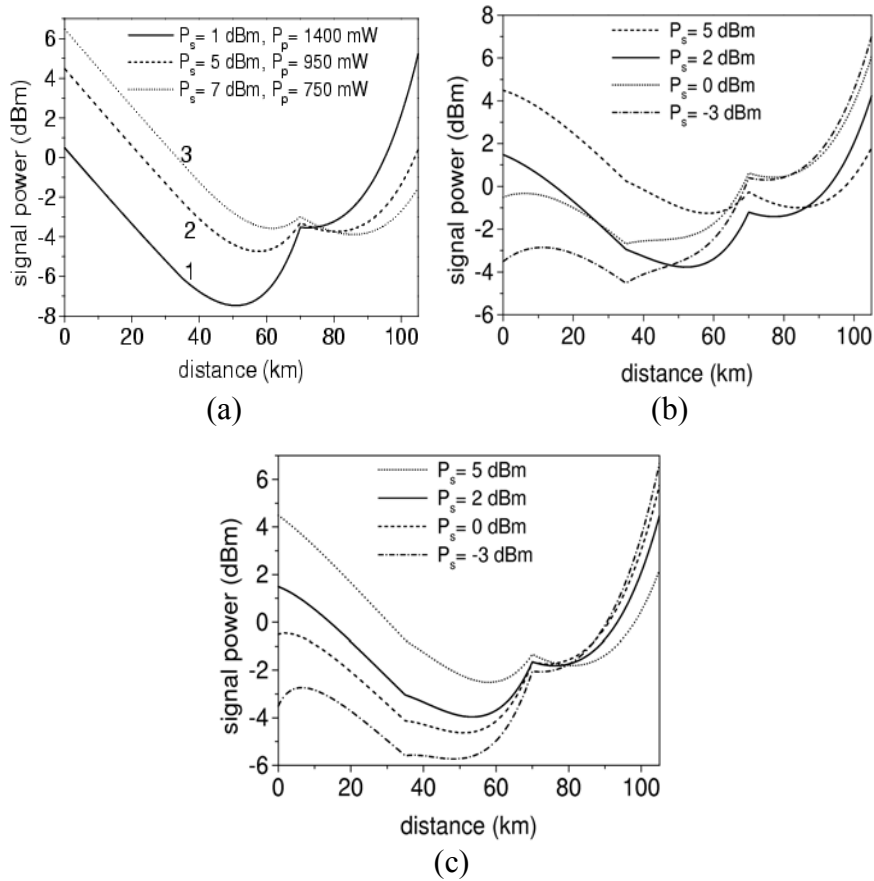 (a)
P_s= 1 dBm, P_p= 1400 mW
P_s= 5 dBm, P_p= 950 mW
P_s= 7 dBm, P_p= 750 mW
signal power (dBm)
6
4
2
0
-2
-4
-6
-8
3
2
1
0 20 40 60 80 100
distance (km)
(a)
P_s= 5 dBm
P_s= 2 dBm
P_s= 0 dBm
P_s= -3 dBm
signal power (dBm)
8
6
4
2
0
-2
-4
-6
0 20 40 60 80 100
distance (km)
(b)
P_s= 5 dBm
P_s= 2 dBm
P_s= 0 dBm
P_s= -3 dBm
signal power (dBm)
6
4
2
0
-2
-4
-6
0 20 40 60 80 100
distance (km)
(c)